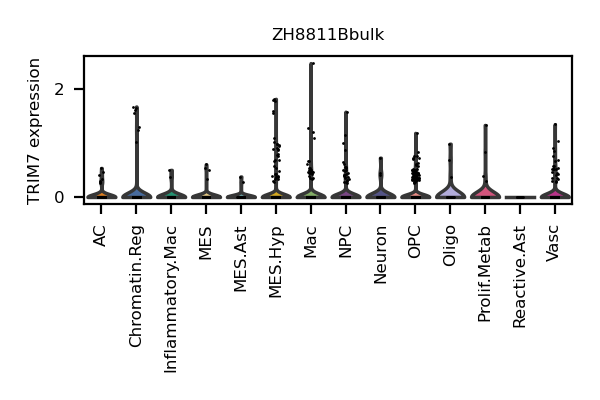 ZH8811Bbulk
TRIM7 expression
2
0
AC
Chromatin.Reg
Inflammatory.Mac
MES
MES.Ast
MES.Hyp
Mac
NPC
Neuron
OPC
Oligo
Prolif.Metab
Reactive.Ast
Vasc